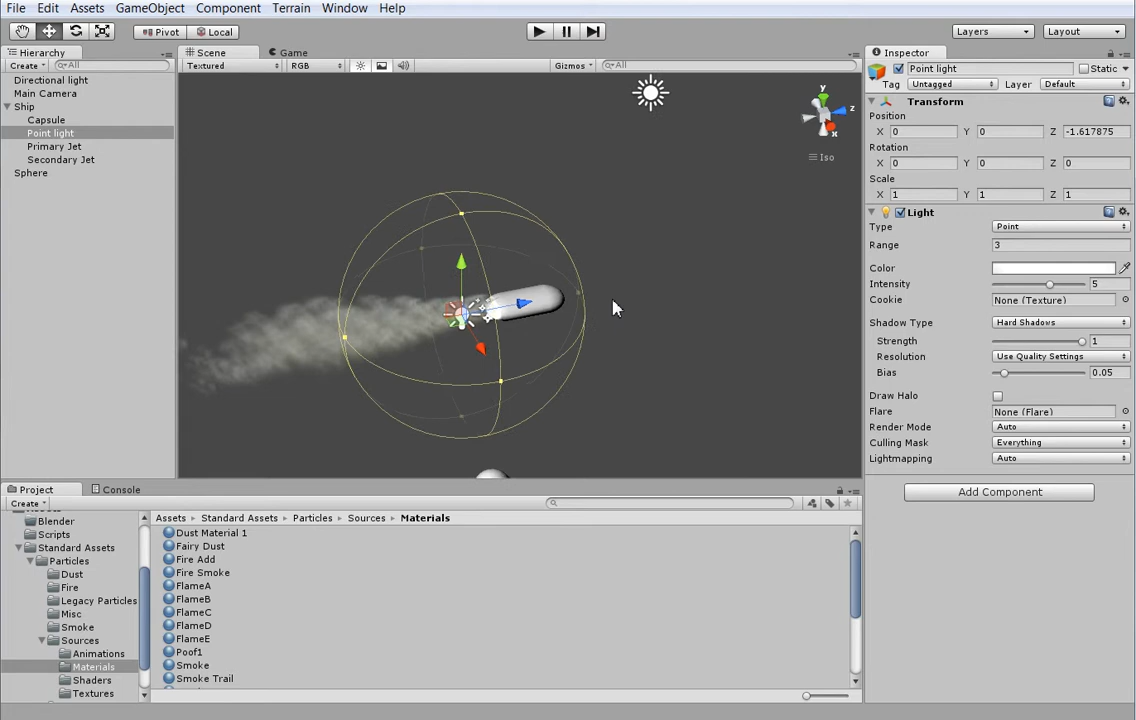 File Edit Assets GameObject Component Terrain Window Help
Pivot Local Layers Layout
Hierarchy
Create All
Directional light
Main Camera
Ship
Capsule
Point light
Primary Jet
Secondary Jet
Sphere
Scene Game
Textured RGB Gizmos All
y
z
x
Iso
Inspector
Point light Static
Tag Untagged Layer Default
Transform
Position
X 0 Y 0 Z -1.617875
Rotation
X 0 Y 0 Z 0
Scale
X 1 Y 1 Z 1
Light
Type Point
Range 3
Color
Intensity 5
Cookie None (Texture)
Shadow Type Hard Shadows
Strength 1
Resolution Use Quality Settings
Bias 0.05
Draw Halo
Flare None (Flare)
Render Mode Auto
Culling Mask Everything
Lightmapping Auto
Add Component
Project Console
Create
Blender
Scripts
Standard Assets
Particles
Dust
Fire
Legacy Particles
Misc
Smoke
Sources
Animations
Materials
Shaders
Textures
Assets Standard Assets Particles Sources Materials
Dust Material 1
Fairy Dust
Fire Add
Fire Smoke
FlameA
FlameB
FlameC
FlameD
FlameE
Poof1
Smoke
Smoke Trail